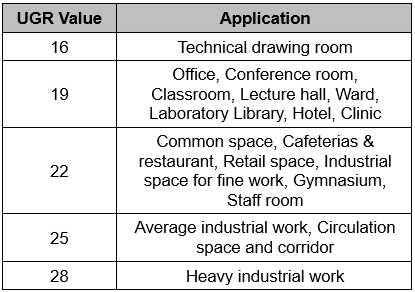 UGR Value Application
16 Technical drawing room
Office, Conference room,
Classroom, Lecture hall, Ward,
19
Laboratory Library, Hotel, Clinic
Common space, Cafeterias &
restaurant, Retail space, Industrial
22
space for fine work, Gymnasium,
Staff room
25
Average industrial work, Circulation
space and corridor
28 Heavy industrial work